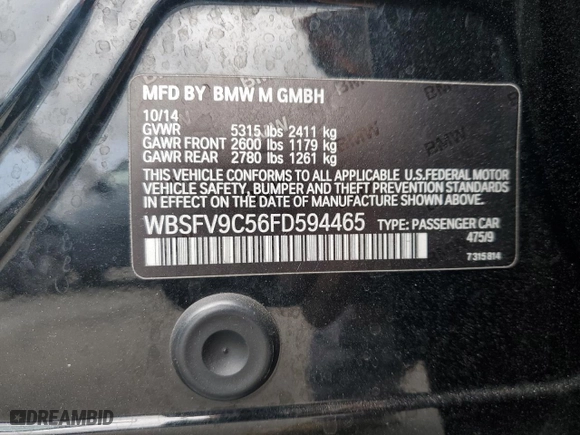 MFD BY BMW M GMBH
10/14
GVWR 5315 lbs 2411 kg
GAWR FRONT 2600 lbs 1179 kg
GAWR REAR 2780 lbs 1261 kg
THIS VEHICLE CONFORMS TO ALL APPLICABLE U.S.FEDERAL MOTOR
VEHICLE SAFETY, BUMPER AND THEFT PREVENTION STANDARDS
IN EFFECT ON THE DATE OF MANUFACTURE SHOWN ABOVE.
WBSFV9C56FD594465 TYPE: PASSENGER CAR
475/9
7315814
DREAMBID